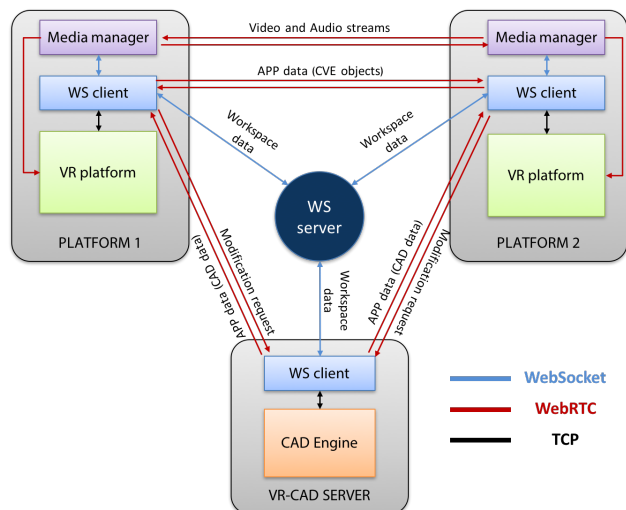 Media manager
Video and Audio streams
Media manager
WS client
APP data (CVE objects)
WS client
Workspace
data
Workspace
data
VR platform
WS
server
VR platform
PLATFORM 1
PLATFORM 2
Modification request
APP data (CAD data)
Workspace
data
APP data (CAD data)
Modification request
WS client
CAD Engine
VR-CAD SERVER
WebSocket
WebRTC
TCP